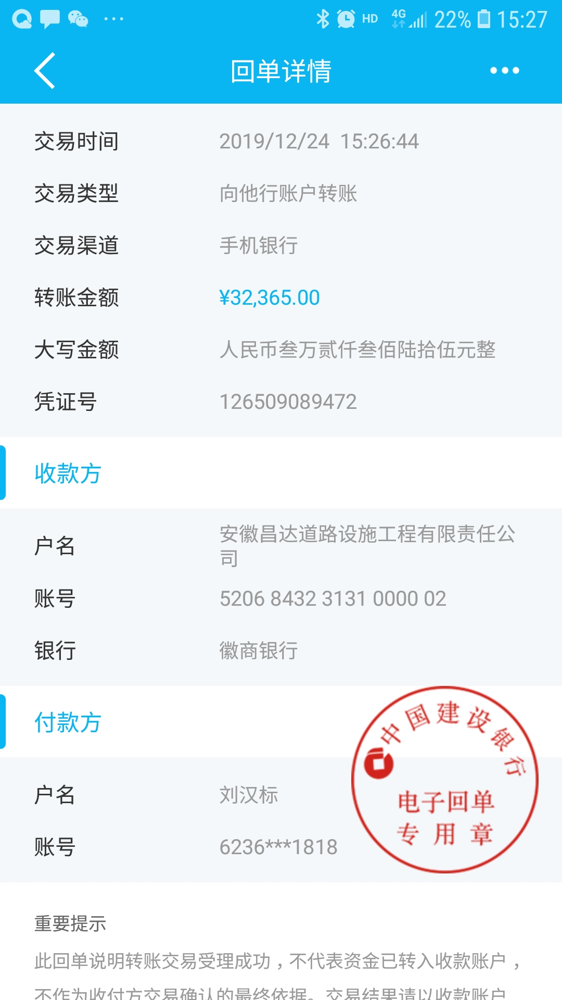 HD 4G 22% 15:27
回单详情
交易时间 2019/12/24 15:26:44
交易类型 向他行账户转账
交易渠道 手机银行
转账金额 ¥32,365.00
大写金额 人民币叁万贰仟叁佰陆拾伍元整
凭证号 126509089472
收款方
户名 安徽昌达道路设施工程有限责任公
司
账号 5206 8432 3131 0000 02
银行 徽商银行
付款方
中国建设银行
户名 刘汉标
电子回单
专用章
账号 6236***1818
重要提示
此回单说明转账交易受理成功，不代表资金已转入收款账户，
不作为收付方交易确认的最终依据。交易结果请以收款账户